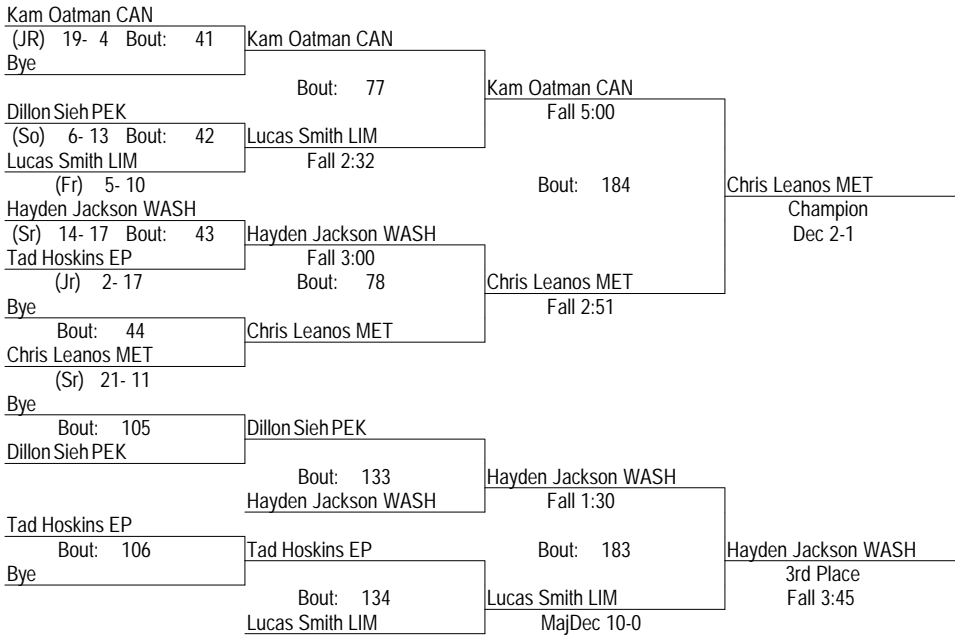 Kam Oatman CAN
(JR) 19- 4 Bout: 41 Kam Oatman CAN
Bye
Bout: 77 Kam Oatman CAN
Dillon Sieh PEK Fall 5:00
(So) 6- 13 Bout: 42 Lucas Smith LIM
Lucas Smith LIM Fall 2:32
(Fr) 5- 10 Bout: 184 Chris Leanos MET
Hayden Jackson WASH Champion
(Sr) 14- 17 Bout: 43 Hayden Jackson WASH Dec 2-1
Tad Hoskins EP Fall 3:00
(Jr) 2- 17 Bout: 78 Chris Leanos MET
Bye Fall 2:51
Bout: 44 Chris Leanos MET
Chris Leanos MET
(Sr) 21- 11
Bye
Bout: 105 Dillon Sieh PEK
Dillon Sieh PEK
Bout: 133 Hayden Jackson WASH
Hayden Jackson WASH Fall 1:30
Tad Hoskins EP
Bout: 106 Tad Hoskins EP Bout: 183 Hayden Jackson WASH
Bye 3rd Place
Bout: 134 Lucas Smith LIM Fall 3:45
Lucas Smith LIM MajDec 10-0